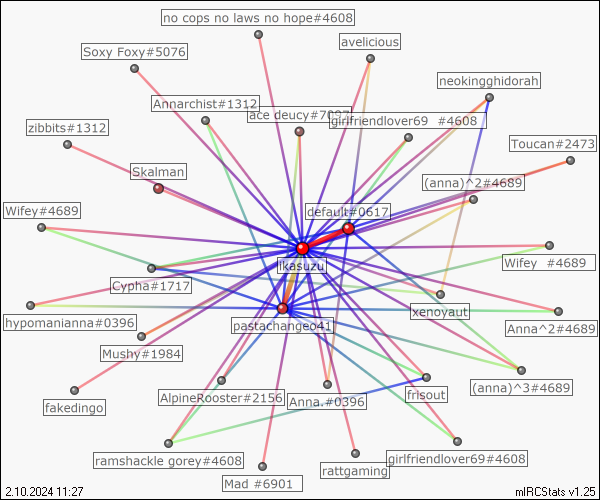 no cops no laws no hope#4608
avelicious
Soxy Foxy#5076
neokingghidorah
Annarchist#1312
ace deucy#7007
girlfriendlover69 #4608
zibbits#1312
Toucan#2473
Skalman
(anna)^2#4689
Wifey#4689
default#0617
Wifey #4689
ikasuzu
Cypha#1717
xenoyaut
hypomanianna#0396
pastachangeo41
Anna^2#4689
Mushy#1984
(anna)^3#4689
fakedingo
AlpineRooster#2156
Anna.#0396
frisout
ramshackle gorey#4608
girlfriendlover69#4608
rattgaming
Mad #6901
2.10.2024 11:27
mIRCStats v1.25